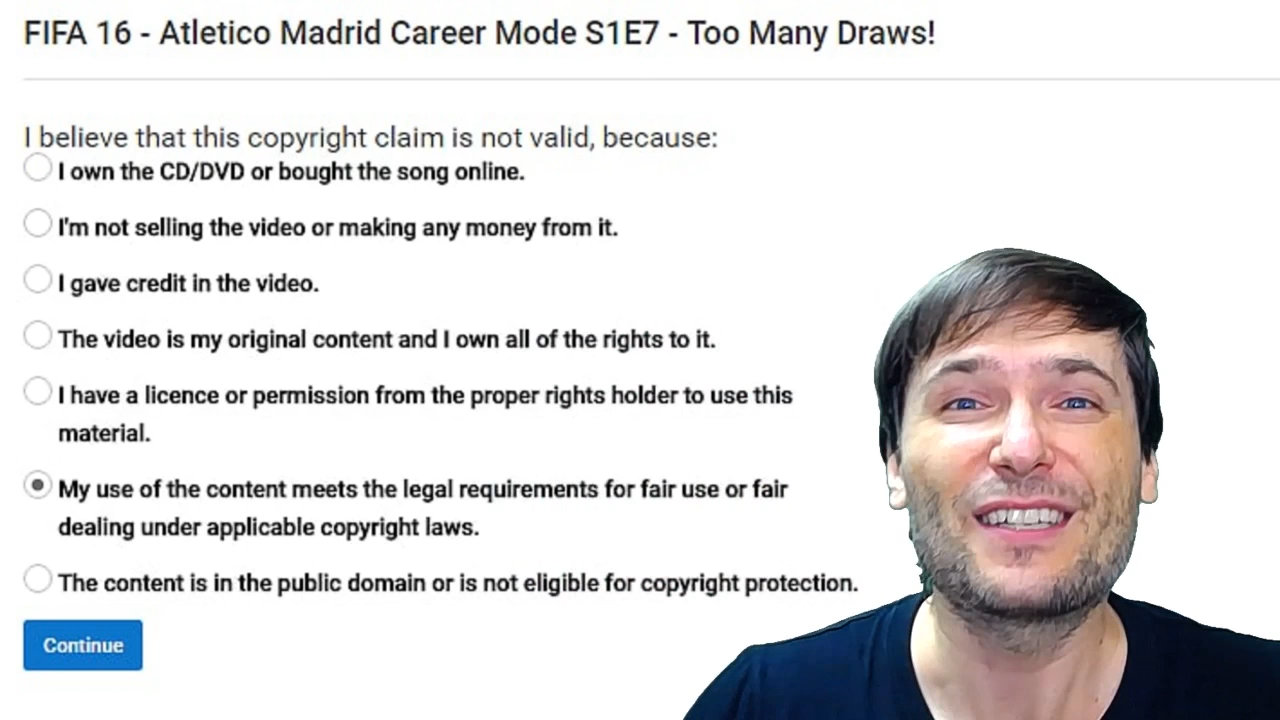 FIFA 16 - Atletico Madrid Career Mode S1E7 - Too Many Draws!
I believe that this copyright claim is not valid, because:
I own the CD/DVD or bought the song online.
I'm not selling the video or making any money from it.
I gave credit in the video.
The video is my original content and I own all of the rights to it.
I have a licence or permission from the proper rights holder to use this
material.
My use of the content meets the legal requirements for fair use or fair
dealing under applicable copyright laws.
The content is in the public domain or is not eligible for copyright protection.
Continue